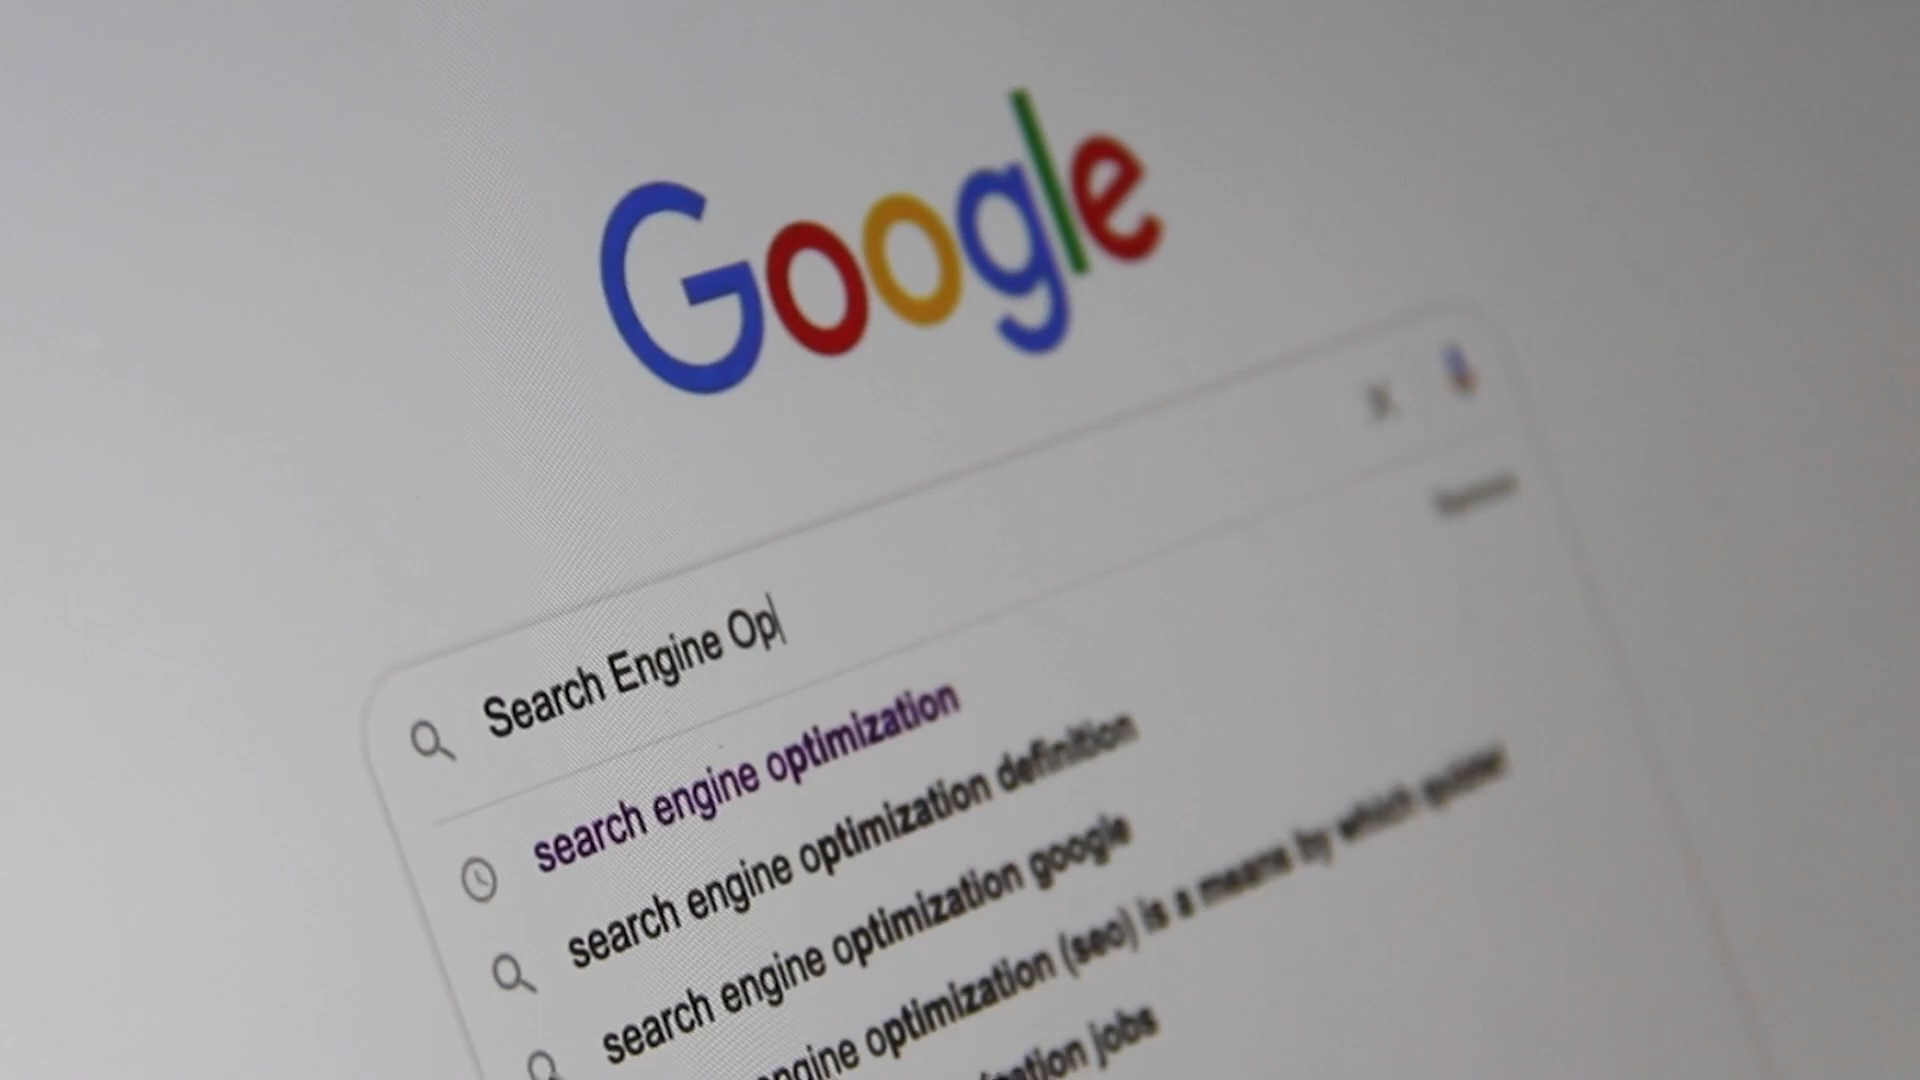 Google
Search Engine Op
search engine optimization
search engine optimization definition
search engine optimization google
engine optimization (seo) is a means by which
jobs